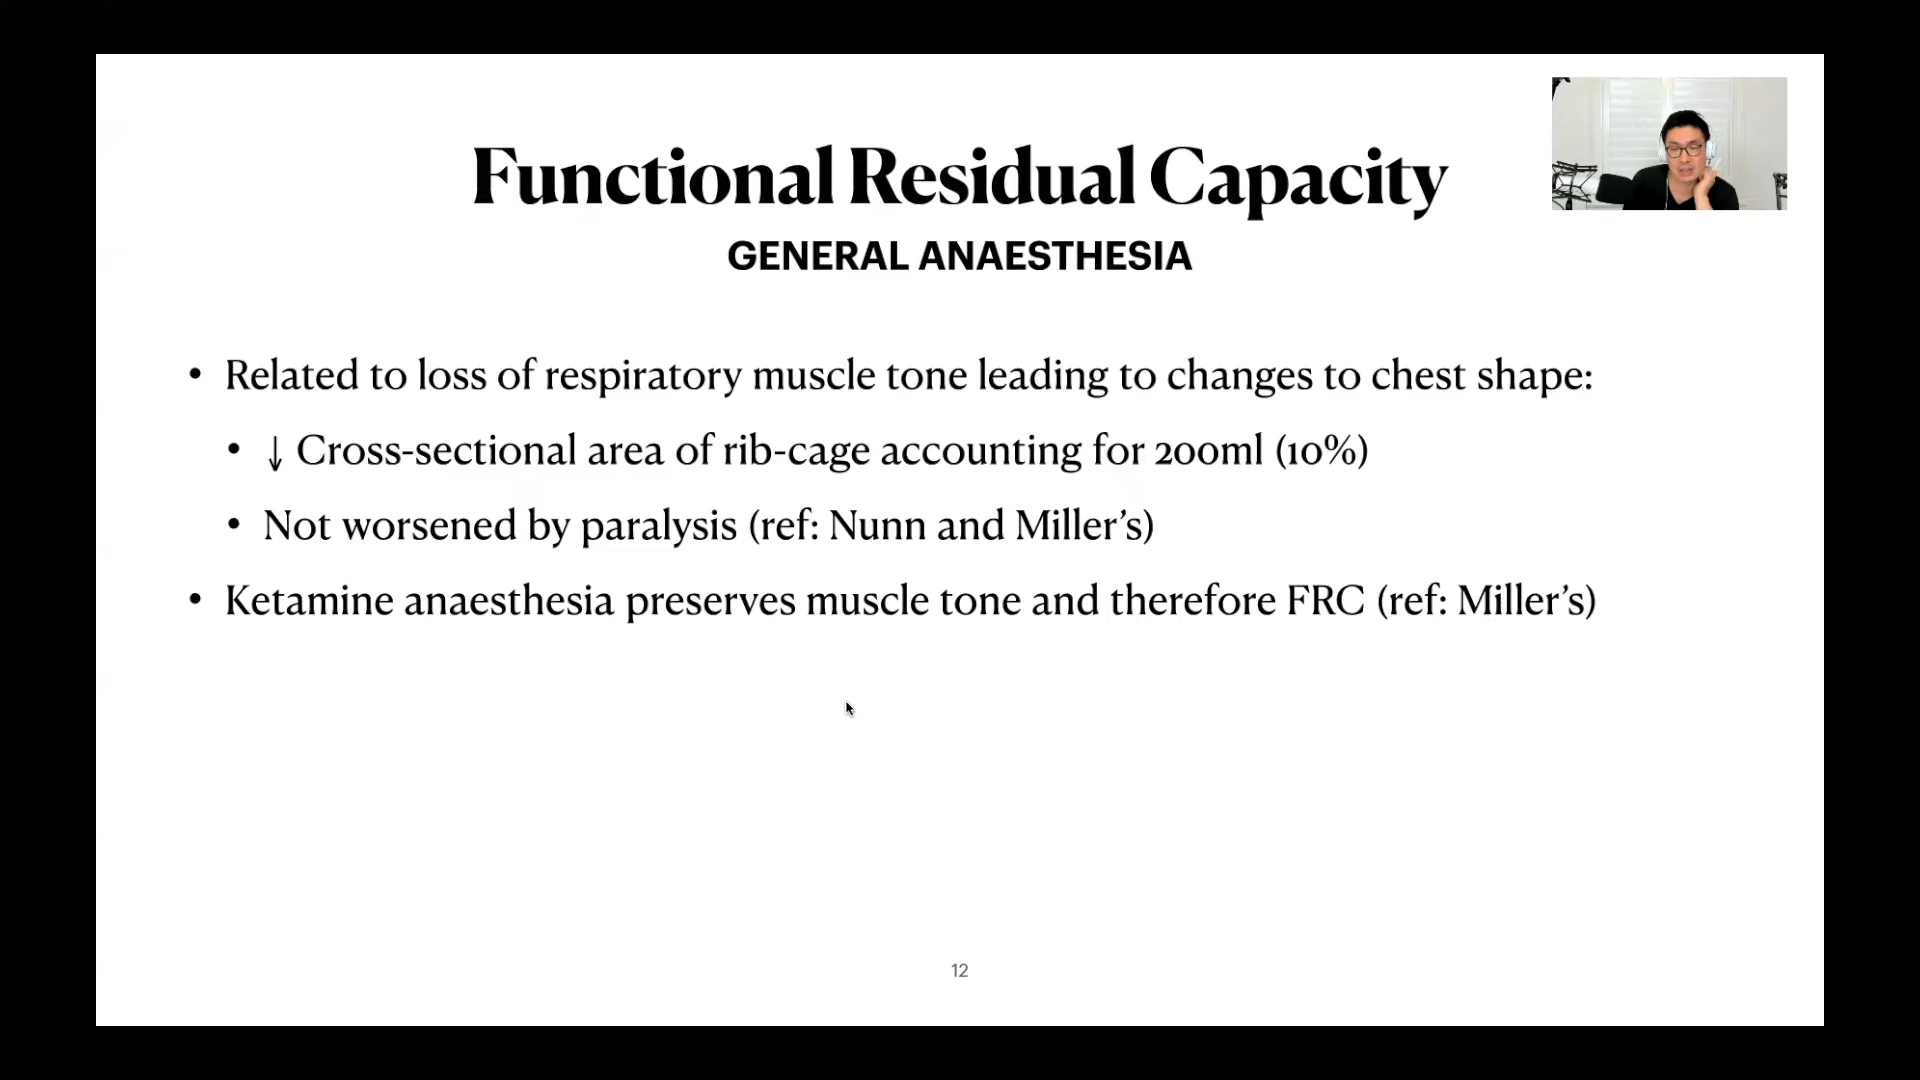 Functional Residual Capacity
GENERAL ANAESTHESIA
• Related to loss of respiratory muscle tone leading to changes to chest shape:
• ↓ Cross-sectional area of rib-cage accounting for 200ml (10%)
• Not worsened by paralysis (ref: Nunn and Miller’s)
• Ketamine anaesthesia preserves muscle tone and therefore FRC (ref: Miller’s)
12